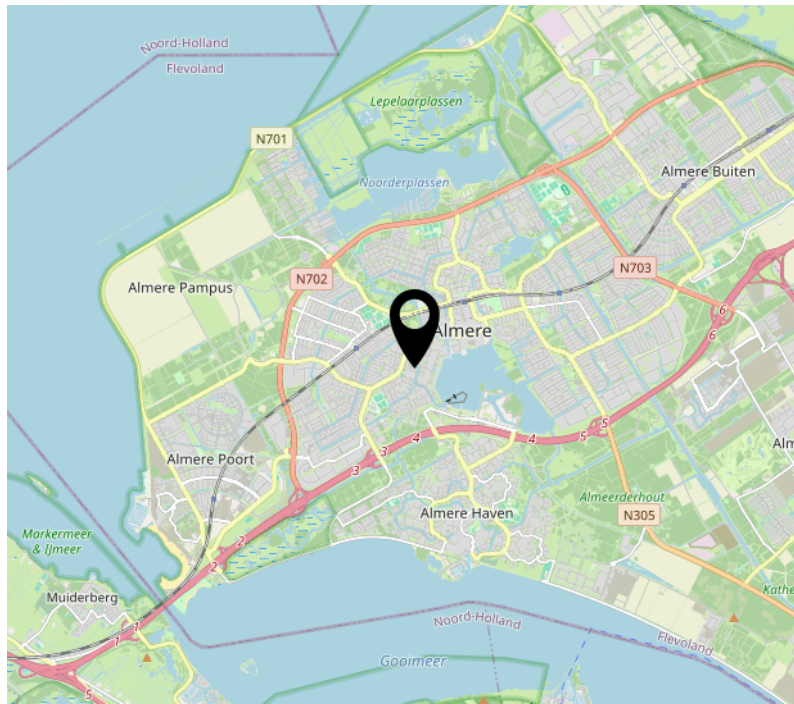 Noord-Holland
Flevoland
Lepelaarplassen
N701
Noorderplassen
Almere Buiten
N703
N702
Almere Pampus
6
6
Almere
5
5
4
4
3
3
Almere Poort
Alm
Almeerderhout
Almere Haven
N305
Markermeer
& IJmeer
2
2
Muiderberg
Kathe
1
1
Noord-Holland
Flevoland
Gooimeer
5